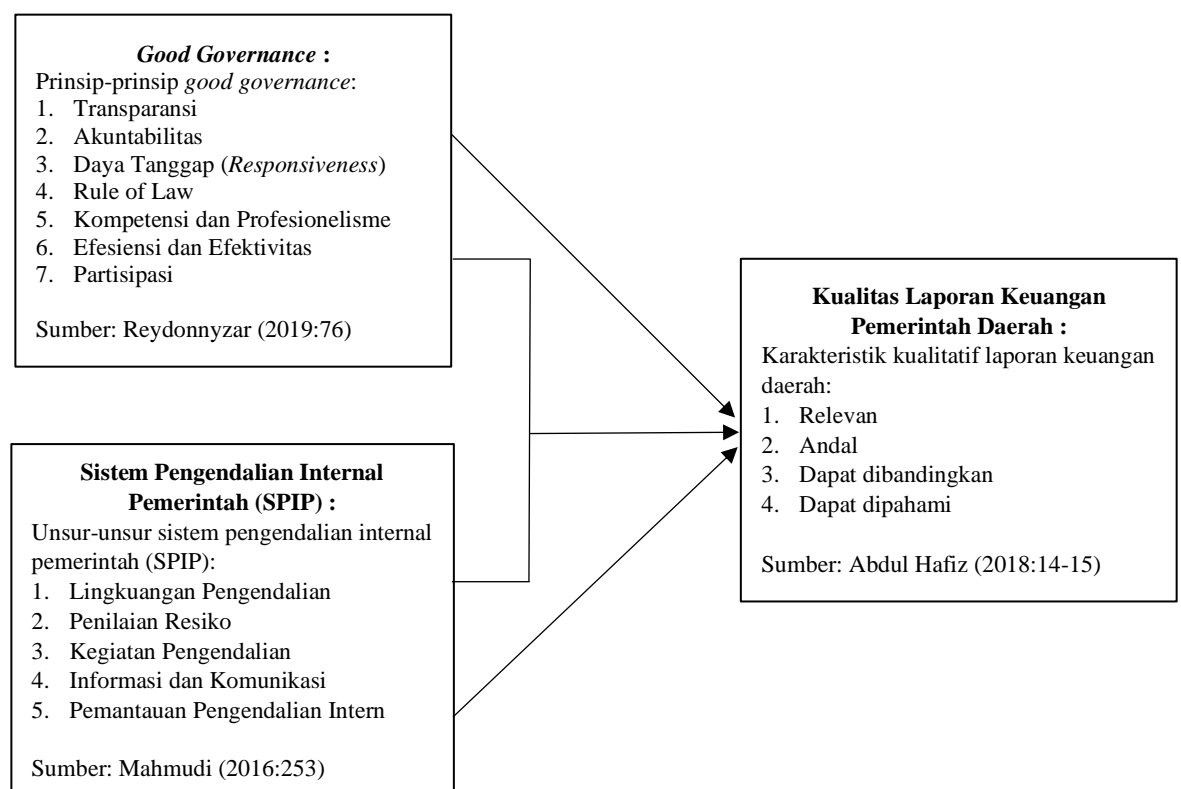 Good Governance :
Prinsip-prinsip good governance:
1. Transparansi
2. Akuntabilitas
3. Daya Tanggap (Responsiveness)
4. Rule of Law
5. Kompetensi dan Profesionelisme
6. Efesiensi dan Efektivitas
7. Partisipasi
Sumber: Reydonnyzar (2019:76)
Sistem Pengendalian Internal
Pemerintah (SPIP) :
Unsur-unsur sistem pengendalian internal
pemerintah (SPIP):
1. Lingkuangan Pengendalian
2. Penilaian Resiko
3. Kegiatan Pengendalian
4. Informasi dan Komunikasi
5. Pemantauan Pengendalian Intern
Sumber: Mahmudi (2016:253)
Kualitas Laporan Keuangan
Pemerintah Daerah :
Karakteristik kualitatif laporan keuangan
daerah:
1. Relevan
2. Andal
3. Dapat dibandingkan
4. Dapat dipahami
Sumber: Abdul Hafiz (2018:14-15)